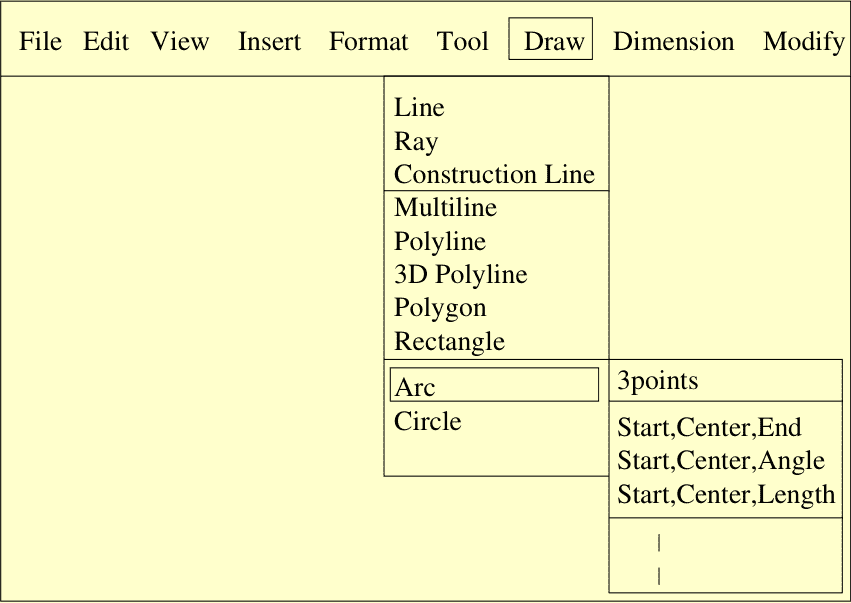 File Edit View Insert Format Tool Draw Dimension Modify
Line
Ray
Construction Line
Multiline
Polyline
3D Polyline
Polygon
Rectangle
Arc
Circle
3points
Start,Center,End
Start,Center,Angle
Start,Center,Length
|
|